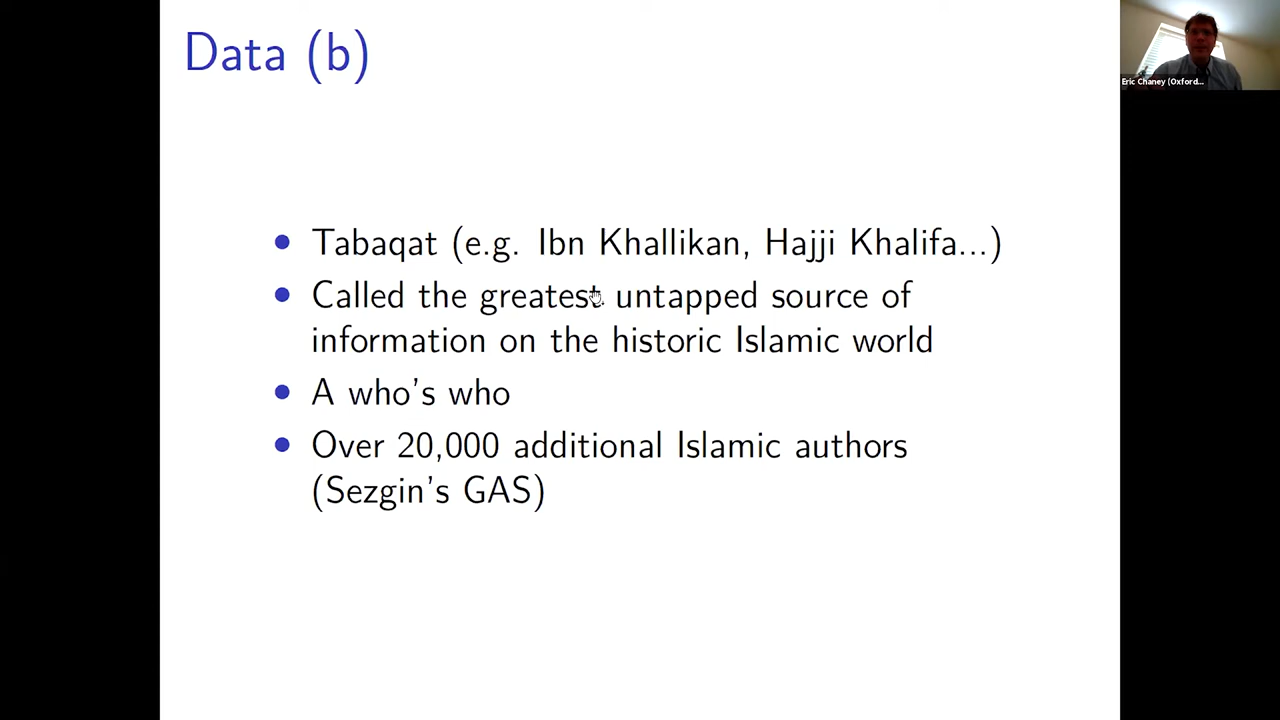 Data (b)
Eric Chaney (Oxford...
• Tabaqat (e.g. Ibn Khallikan, Hajji Khalifa...)
• Called the greatest untapped source of
information on the historic Islamic world
• A who's who
• Over 20,000 additional Islamic authors
(Sezgin's GAS)